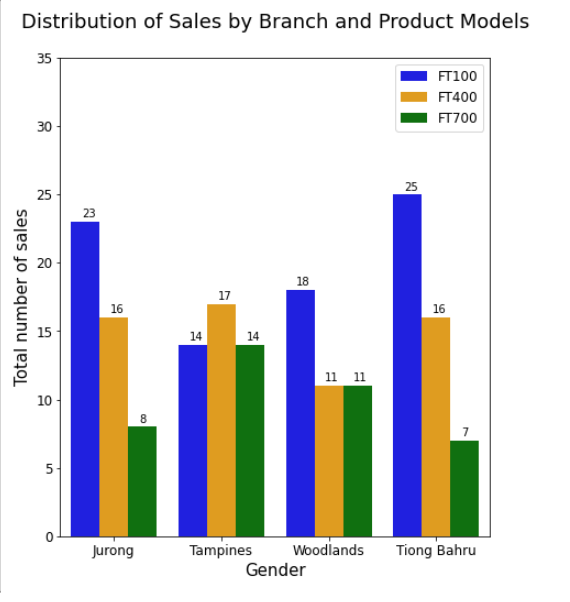 Distribution of Sales by Branch and Product Models
35
30
25
20
15
10
5
0
Total number of sales
FT100
FT400
FT700
23
16
8
14
17
14
18
11
11
25
16
7
Jurong
Tampines
Woodlands
Tiong Bahru
Gender